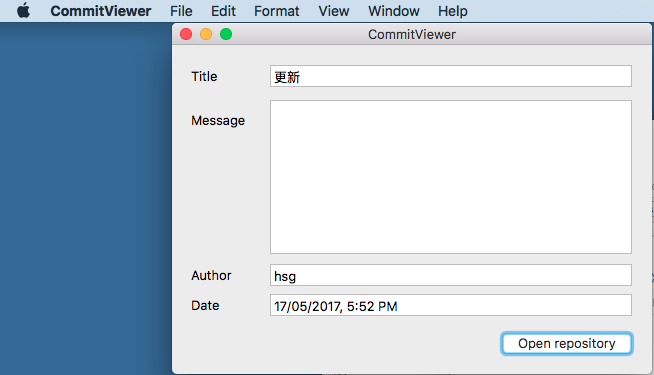 CommitViewer File Edit Format View Window Help
CommitViewer
Title 更新
Message
Author hsg
Date 17/05/2017, 5:52 PM
Open repository